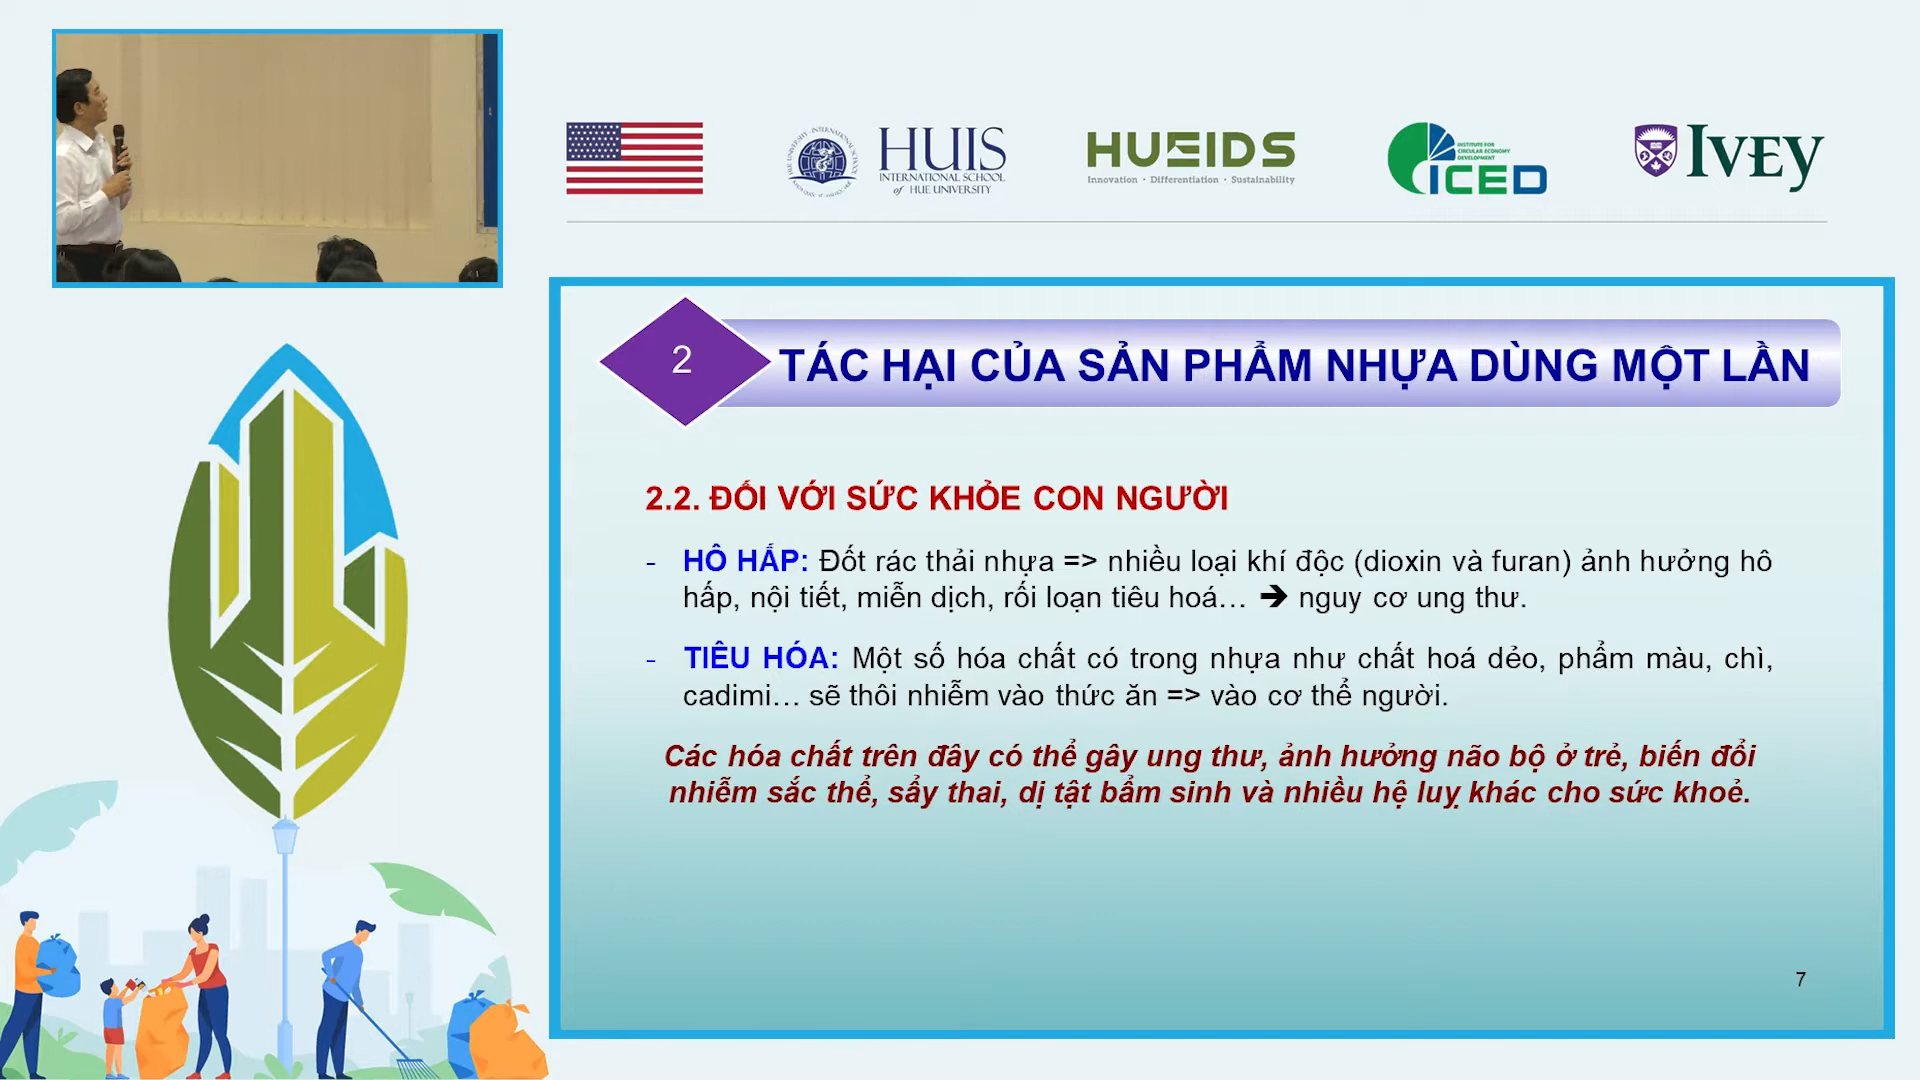 HUIS
INTERNATIONAL SCHOOL
of HUE UNIVERSITY
HUEIDS
Innovation • Differentiation • Sustainability
INSTITUTE FOR
CIRCULAR ECONOMY
DEVELOPMENT
ICED
IVEY
2
TÁC HẠI CỦA SẢN PHẨM NHỰA DÙNG MỘT LẦN
2.2. ĐỐI VỚI SỨC KHỎE CON NGƯỜI
- HÔ HẤP: Đốt rác thải nhựa => nhiều loại khí độc (dioxin và furan) ảnh hưởng hô
hấp, nội tiết, miễn dịch, rối loạn tiêu hoá… ➔ nguy cơ ung thư.
- TIÊU HÓA: Một số hóa chất có trong nhựa như chất hoá dẻo, phẩm màu, chì,
cadimi… sẽ thôi nhiễm vào thức ăn => vào cơ thể người.
Các hóa chất trên đây có thể gây ung thư, ảnh hưởng não bộ ở trẻ, biến đổi
nhiễm sắc thể, sẩy thai, dị tật bẩm sinh và nhiều hệ luỵ khác cho sức khoẻ.
7